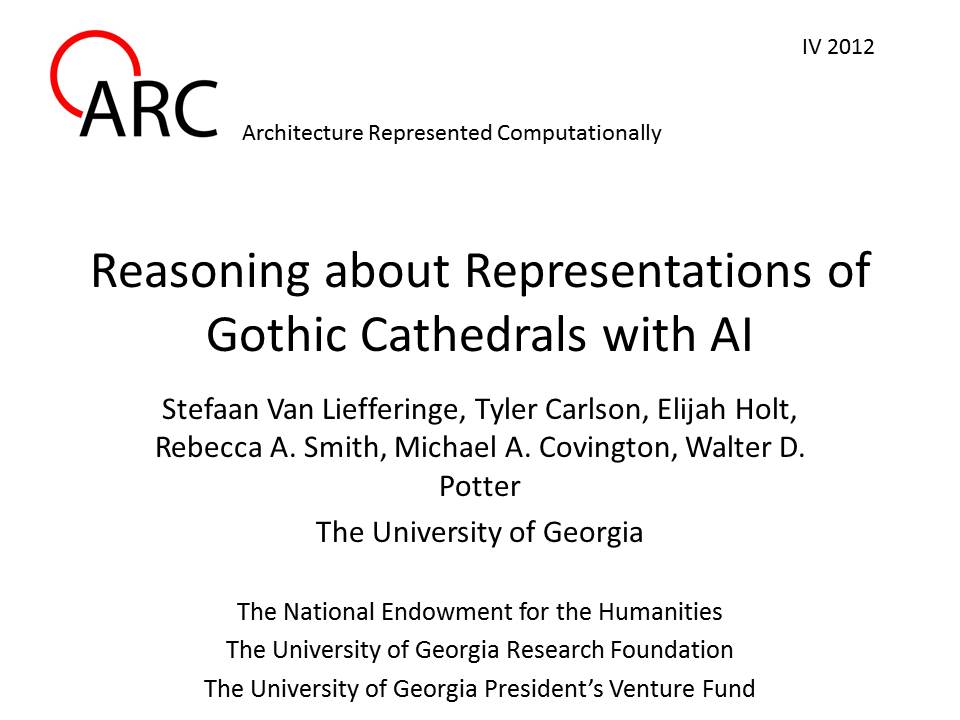 IV 2012
ARC
Architecture Represented Computationally
Reasoning about Representations of
Gothic Cathedrals with AI
Stefaan Van Liefferinge, Tyler Carlson, Elijah Holt,
Rebecca A. Smith, Michael A. Covington, Walter D.
Potter
The University of Georgia
The National Endowment for the Humanities
The University of Georgia Research Foundation
The University of Georgia President’s Venture Fund